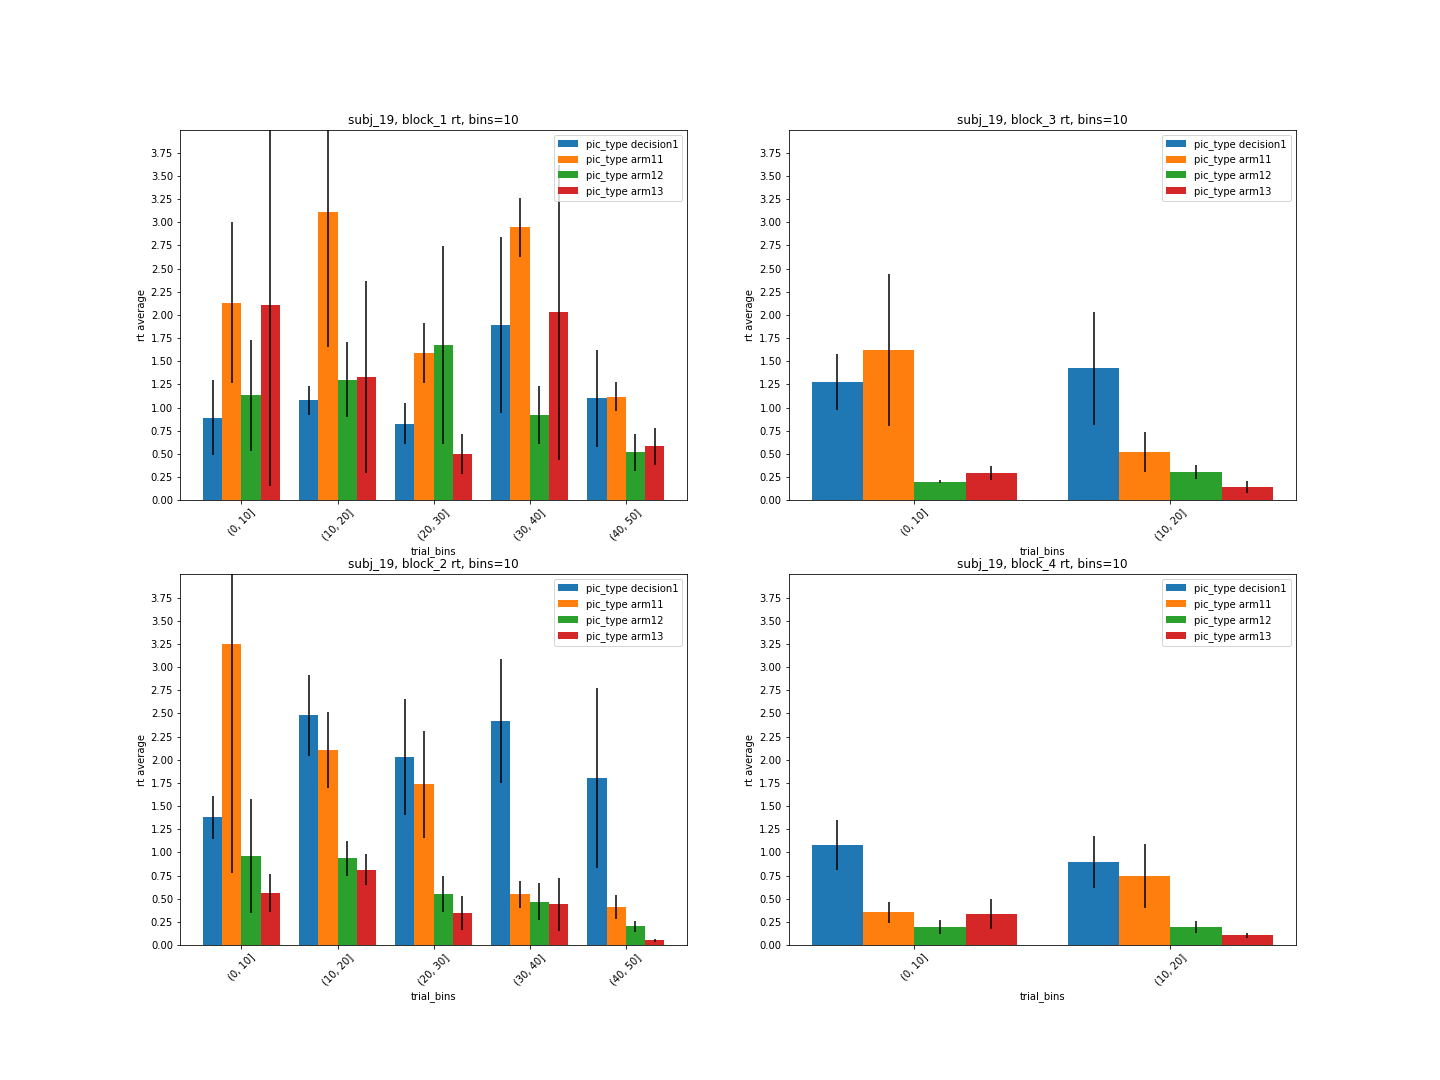 subj_19, block_1 rt, bins=10
pic_type decision1
pic_type arm11
pic_type arm12
pic_type arm13
3.75
3.50
3.25
3.00
2.75
2.50
2.25
2.00
1.75
1.50
1.25
1.00
0.75
0.50
0.25
0.00
rt average
(0, 10]
(10, 20]
(20, 30]
(30, 40]
(40, 50]
trial_bins
subj_19, block_3 rt, bins=10
pic_type decision1
pic_type arm11
pic_type arm12
pic_type arm13
3.75
3.50
3.25
3.00
2.75
2.50
2.25
2.00
1.75
1.50
1.25
1.00
0.75
0.50
0.25
0.00
rt average
(0, 10]
(10, 20]
trial_bins
subj_19, block_2 rt, bins=10
pic_type decision1
pic_type arm11
pic_type arm12
pic_type arm13
3.75
3.50
3.25
3.00
2.75
2.50
2.25
2.00
1.75
1.50
1.25
1.00
0.75
0.50
0.25
0.00
rt average
(0, 10]
(10, 20]
(20, 30]
(30, 40]
(40, 50]
trial_bins
subj_19, block_4 rt, bins=10
pic_type decision1
pic_type arm11
pic_type arm12
pic_type arm13
3.75
3.50
3.25
3.00
2.75
2.50
2.25
2.00
1.75
1.50
1.25
1.00
0.75
0.50
0.25
0.00
rt average
(0, 10]
(10, 20]
trial_bins